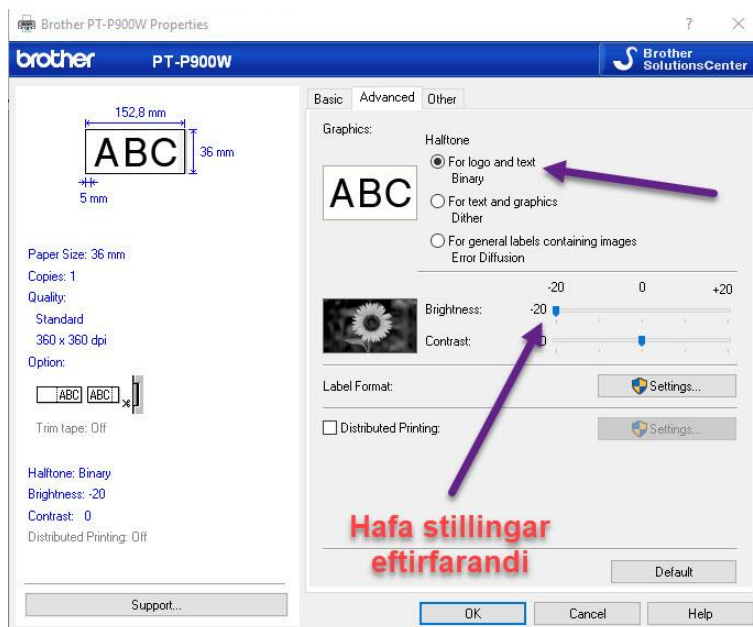 Brother PT-P900W Properties
? ×
brother PT-P900W
Brother
SolutionsCenter
152,8 mm
ABC
36 mm
5 mm
Paper Size: 36 mm
Copies: 1
Quality:
Standard
360 x 360 dpi
Option:
ABC ABC
Trim tape: Off
Halftone: Binary
Brightness: -20
Contrast: 0
Distributed Printing: Off
Support...
Basic Advanced Other
Graphics:
ABC
Halftone
For logo and text
Binary
For text and graphics
Dither
For general labels containing images
Error Diffusion
-20 0 +20
Brightness: -20
Contrast: 0
Label Format: Settings...
Distributed Printing: Settings...
Hafa stillingar
eftirfarandi
Default
OK Cancel Help